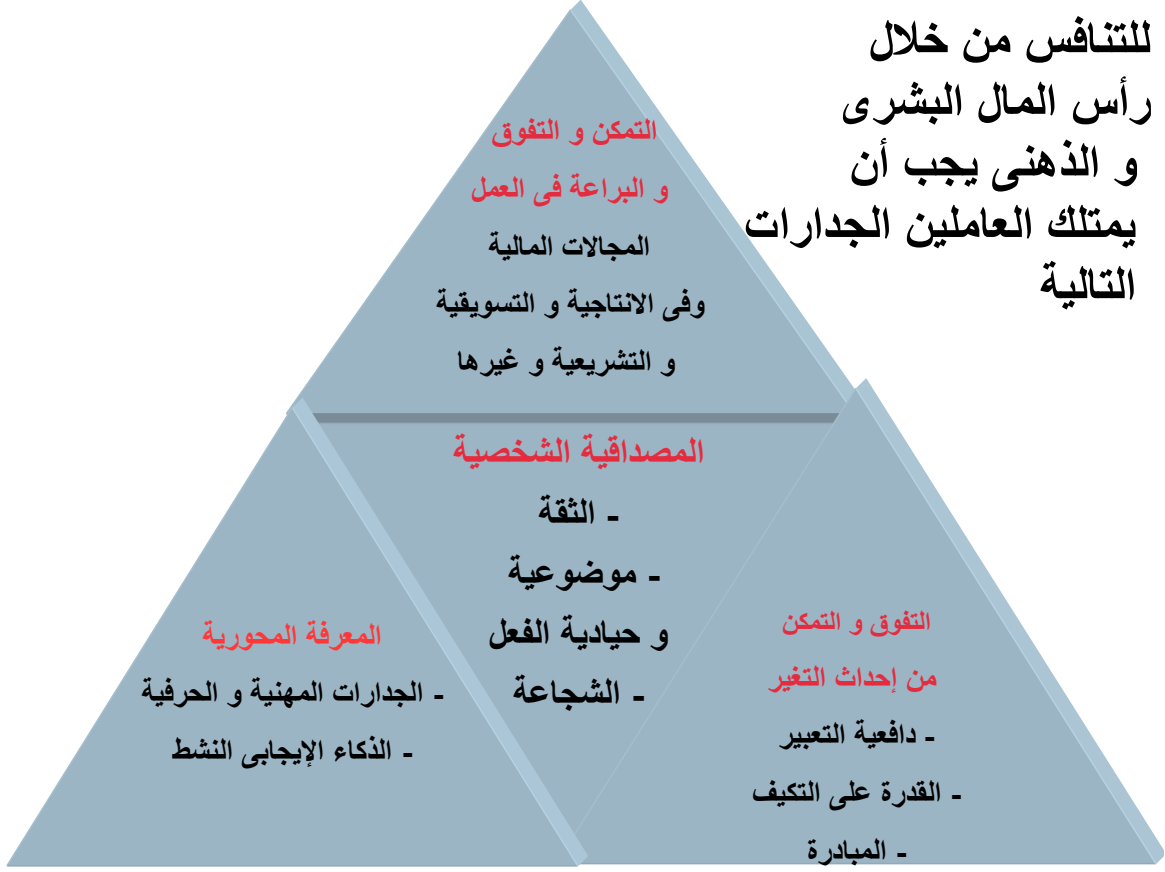 للتنافس من خلال
رأس المال البشرى
و الذهنى يجب أن
يمتلك العاملين الجدارات
التالية
التمكن و التفوق
و البراعة فى العمل
المجالات المالية
وفى الانتاجية و التسويقية
و التشريعية و غيرها
المصداقية الشخصية
- الثقة
- موضوعية
و حيادية الفعل
- الشجاعة
التفوق و التمكن
من إحداث التغير
- دافعية التعبير
- القدرة على التكيف
- المبادرة
المعرفة المحورية
- الجدارات المهنية و الحرفية
- الذكاء الإيجابى النشط